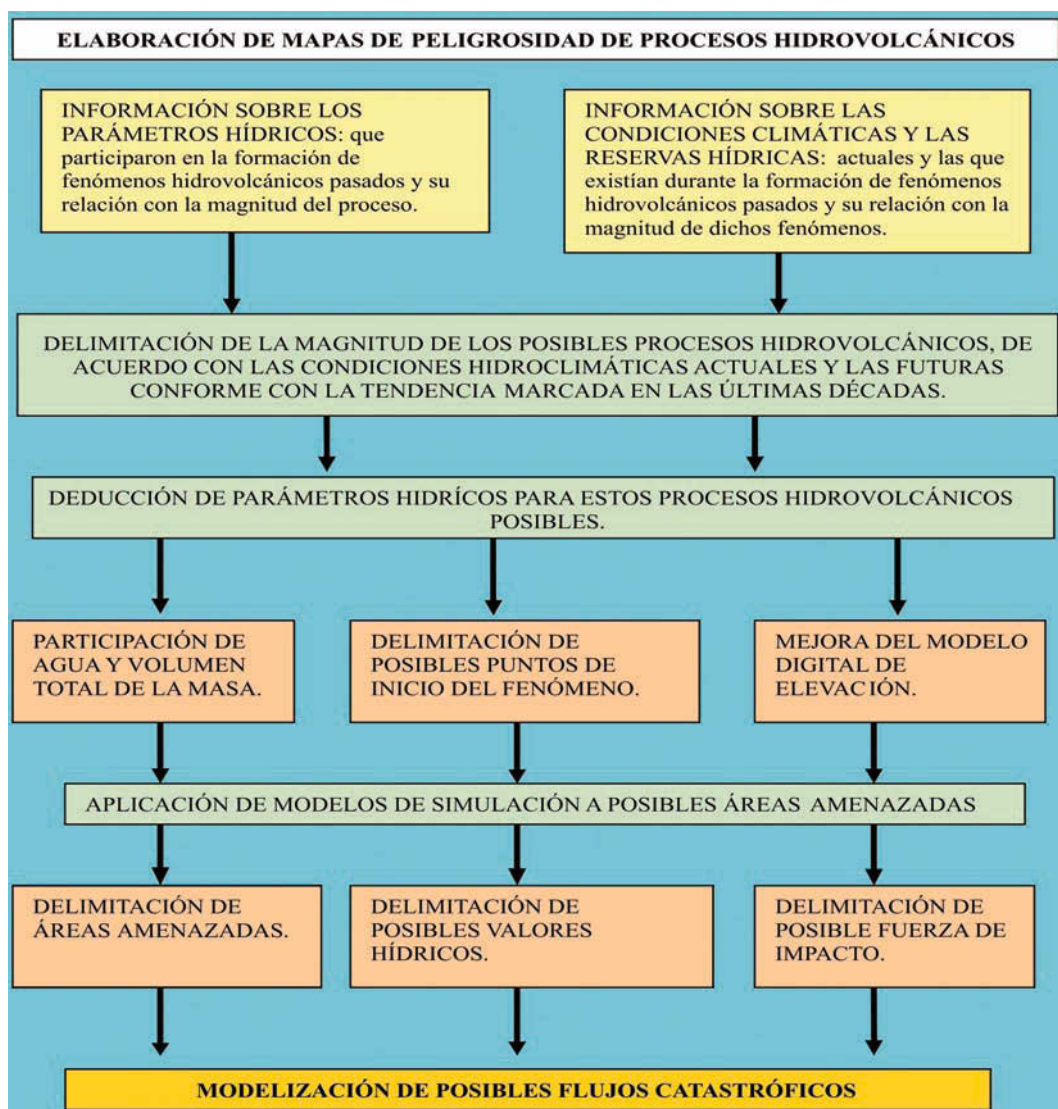 ELABORACIÓN DE MAPAS DE PELIGROSIDAD DE PROCESOS HIDROVOLCÁNICOS
INFORMACIÓN SOBRE LOS
PARÁMETROS HÍDRICOS: que
participaron en la formación de
fenómenos hidrovolcánicos pasados y su
relación con la magnitud del proceso.
INFORMACIÓN SOBRE LAS
CONDICIONES CLIMÁTICAS Y LAS
RESERVAS HÍDRICAS: actuales y las que
existían durante la formación de fenómenos
hidrovolcánicos pasados y su relación con la
magnitud de dichos fenómenos.
DELIMITACIÓN DE LA MAGNITUD DE LOS POSIBLES PROCESOS HIDROVOLCÁNICOS, DE
ACUERDO CON LAS CONDICIONES HIDROCLIMÁTICAS ACTUALES Y LAS FUTURAS
CONFORME CON LA TENDENCIA MARCADA EN LAS ÚLTIMAS DÉCADAS.
DEDUCCIÓN DE PARÁMETROS HIDRÍCOS PARA ESTOS PROCESOS HIDROVOLCÁNICOS
POSIBLES.
PARTICIPACIÓN DE
AGUA Y VOLUMEN
TOTAL DE LA MASA.
DELIMITACIÓN DE
POSIBLES PUNTOS DE
INICIO DEL FENÓMENO.
MEJORA DEL MODELO
DIGITAL DE
ELEVACIÓN.
APLICACIÓN DE MODELOS DE SIMULACIÓN A POSIBLES ÁREAS AMENAZADAS
DELIMITACIÓN DE
ÁREAS AMENAZADAS.
DELIMITACIÓN DE
POSIBLES VALORES
HÍDRICOS.
DELIMITACIÓN DE
POSIBLE FUERZA DE
IMPACTO.
MODELIZACIÓN DE POSIBLES FLUJOS CATASTRÓFICOS